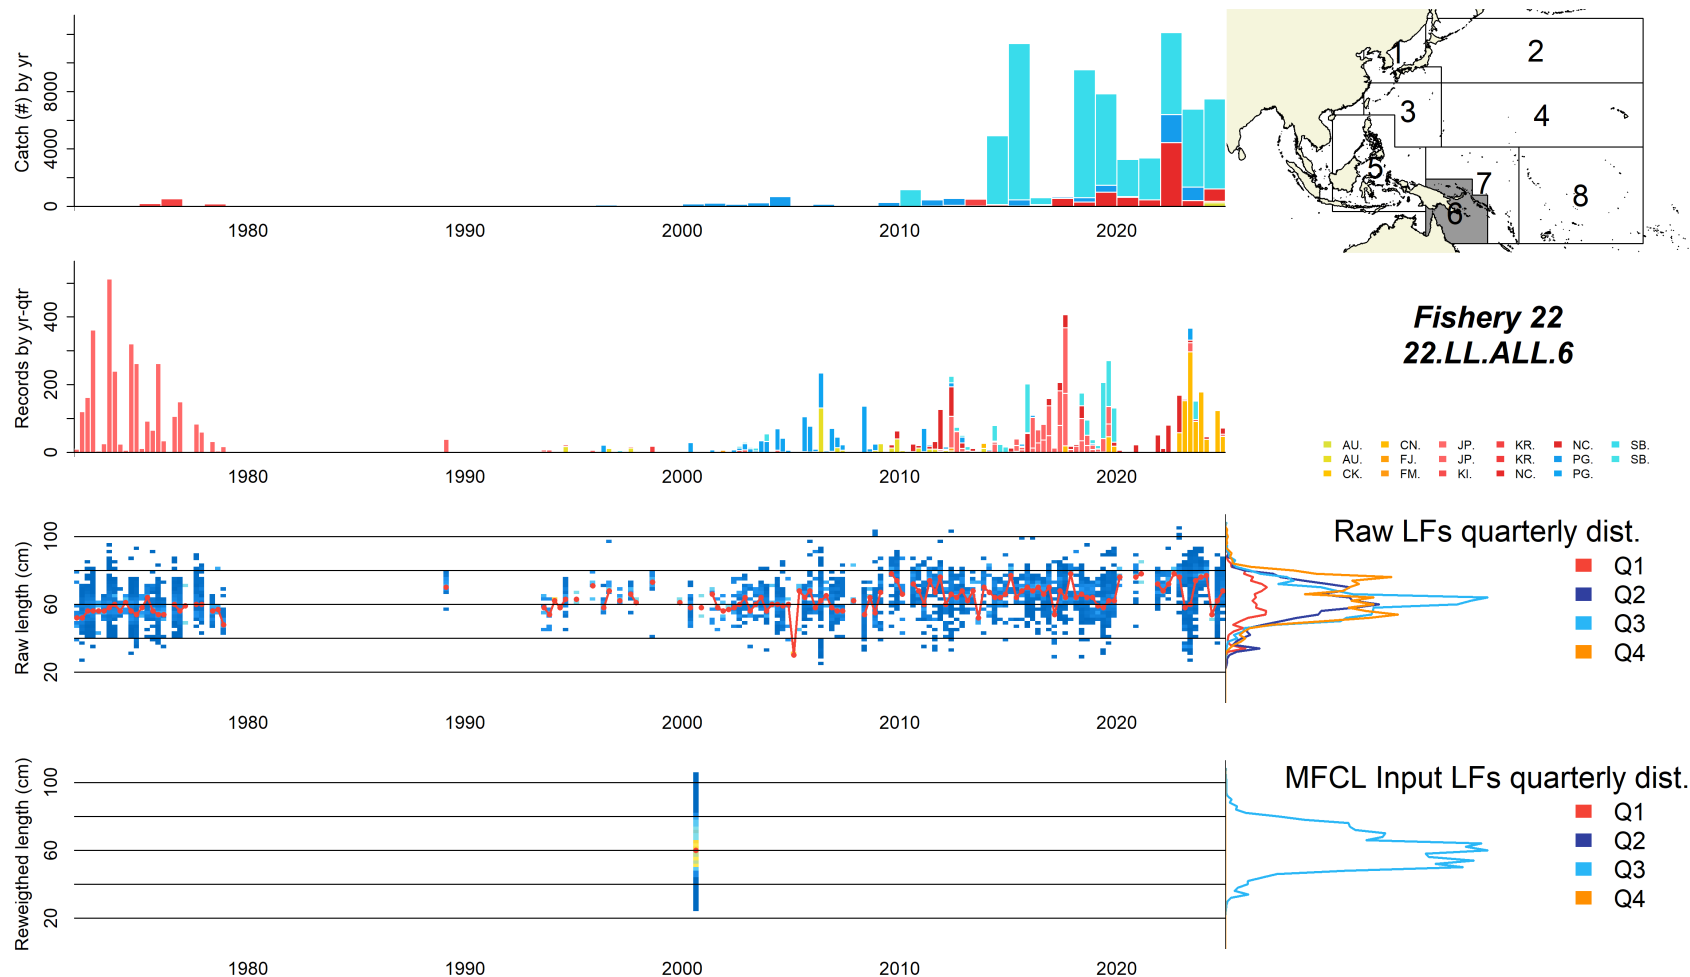 Catch (#) by yr
0 4000 8000
1980 1990 2000 2010 2020
1 2
3 4
5 7
6 8
Records by yr-qtr
0 200 400
1980 1990 2000 2010 2020
Fishery 22
22.LL.ALL.6
AU. CN. JP. KR. NC. SB.
AU. FJ. JP. KR. PG. SB.
CK. FM. KI. NC. PG.
Raw length (cm)
20 60 100
1980 1990 2000 2010 2020
Raw LFs quarterly dist.
Q1
Q2
Q3
Q4
Reweigthed length (cm)
20 60 100
1980 1990 2000 2010 2020
MFCL Input LFs quarterly dist.
Q1
Q2
Q3
Q4